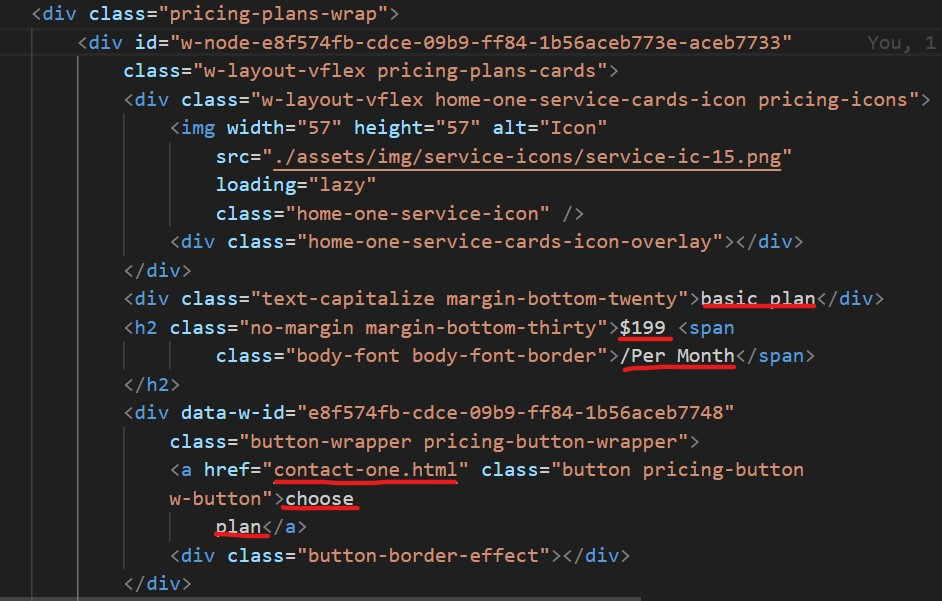 <div class="pricing-plans-wrap">
<div id="w-node-e8f574fb-cdce-09b9-ff84-1b56aceb773e-aceb7733" You, 1
class="w-layout-vflex pricing-plans-cards">
<div class="w-layout-vflex home-one-service-cards-icon pricing-icons">
<img width="57" height="57" alt="Icon"
src="./assets/img/service-icons/service-ic-15.png"
loading="lazy"
class="home-one-service-icon" />
<div class="home-one-service-cards-icon-overlay"></div>
</div>
<div class="text-capitalize margin-bottom-twenty">basic plan</div>
<h2 class="no-margin margin-bottom-thirty">$199 <span
class="body-font body-font-border">/Per Month</span>
</h2>
<div data-w-id="e8f574fb-cdce-09b9-ff84-1b56aceb7748"
class="button-wrapper pricing-button-wrapper">
<a href="contact-one.html" class="button pricing-button
w-button">choose
plan</a>
<div class="button-border-effect"></div>
</div>